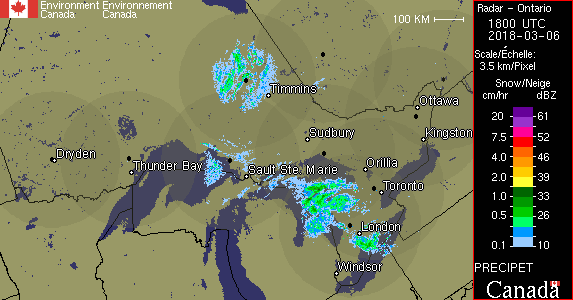 Environment Environnement
Canada Canada
100 KM
Timmins
Ottawa
Sudbury
Kingston
Dryden
Thunder Bay
Sault Ste. Marie
Orillia
Toronto
London
Windsor
Radar - Ontario
1800 UTC
2018-03-06
Scale/Échelle:
3.5 km/Pixel
Snow/Neige
cm/hr dBZ
20 61
7.5 52
4.0 46
2.0 39
1.0 33
0.5 26
0.1 10
PRECIPET
Canada